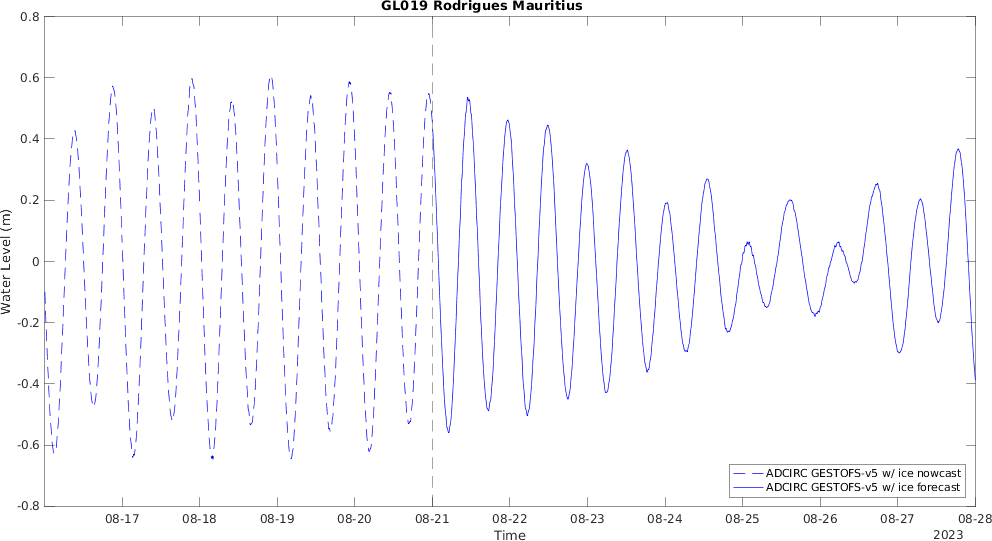 GL019 Rodrigues Mauritius
0.8
0.6
0.4
0.2
0
-0.2
-0.4
-0.6
-0.8
Water Level (m)
ADCIRC GESTOFS-v5 w/ ice nowcast
ADCIRC GESTOFS-v5 w/ ice forecast
08-17 08-18 08-19 08-20 08-21 08-22 08-23 08-24 08-25 08-26 08-27 08-28
Time
2023